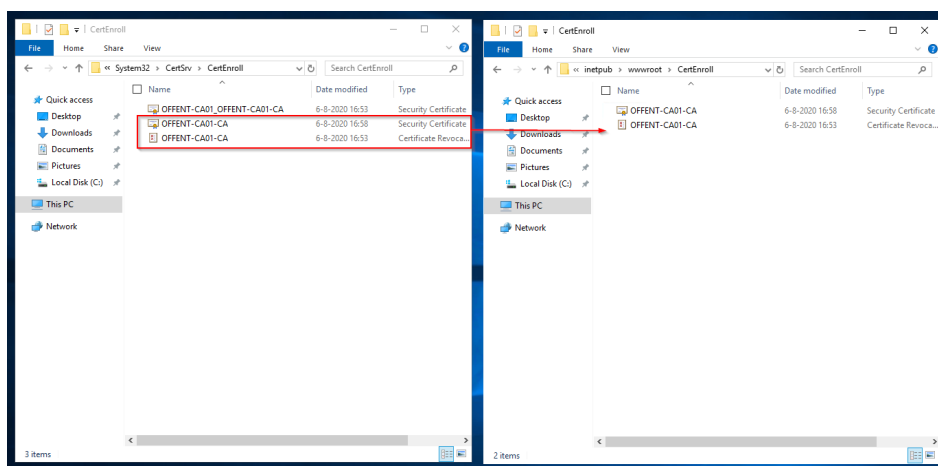 CertEnroll
File Home Share View
« System32 › CertSrv › CertEnroll
Search CertEnroll
Name Date modified Type
Quick access
Desktop
Downloads
Documents
Pictures
Local Disk (C:)
This PC
Network
OFFENT-CA01_OFFENT-CA01-CA 6-8-2020 16:53 Security Certificate
OFFENT-CA01-CA 6-8-2020 16:58 Security Certificate
OFFENT-CA01-CA 6-8-2020 16:53 Certificate Revoca...
3 items
CertEnroll
File Home Share View
« inetpub › wwwroot › CertEnroll
Search CertEnroll
Name Date modified Type
Quick access
Desktop
Downloads
Documents
Pictures
Local Disk (C:)
This PC
Network
OFFENT-CA01-CA 6-8-2020 16:58 Security Certificate
OFFENT-CA01-CA 6-8-2020 16:53 Certificate Revoca...
2 items